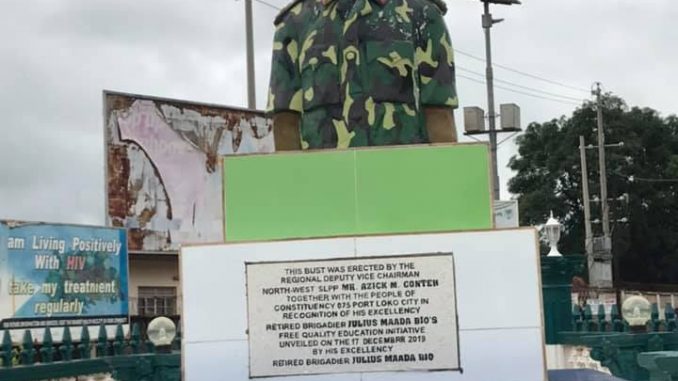 am Living Positively
With HIV
take my treatment
regularly
THIS BUST WAS ERECTED BY THE
REGIONAL DEPUTY VICE CHAIRMAN
NORTH-WEST SLPP MR. AZICK M. CONTEH
TOGETHER WITH THE PEOPLE OF
CONSTITUENCY 075 PORT LOKO CITY IN
RECOGNITION OF HIS EXCELLENCY
RETIRED BRIGADIER JULIUS MAADA BIO'S
FREE QUALITY EDUCATION INITIATIVE
UNVEILED ON THE 17 DECEMBRR 2019
BY HIS EXCELLENCY
RETIRED BRIGADIER JULIUS MAADA BIO